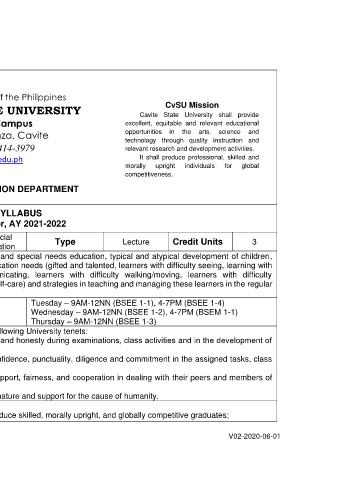 of the Philippines
E UNIVERSITY
Campus
nza, Cavite
414-3979
edu.ph
CvSU Mission
Cavite State University shall provide
excellent, equitable and relevant educational
opportunities in the arts, science and
technology through quality instruction and
relevant research and development activities.
It shall produce professional, skilled and
morally upright individuals for global
competitiveness.
ION DEPARTMENT
YLLABUS
r, AY 2021-2022
cial
ation
Type
Lecture
Credit Units
3
and special needs education, typical and atypical development of children,
cation needs (gifted and talented, learners with difficulty seeing, learning with
nicating, learners with difficulty walking/moving, learners with difficulty
lf-care) and strategies in teaching and managing these learners in the regular
Tuesday – 9AM-12NN (BSEE 1-1), 4-7PM (BSEE 1-4)
Wednesday – 9AM-12NN (BSEE 1-2), 4-7PM (BSEM 1-1)
Thursday – 9AM-12NN (BSEE 1-3)
llowing University tenets:
and honesty during examinations, class activities and in the development of
nfidence, punctuality, diligence and commitment in the assigned tasks, class
pport, fairness, and cooperation in dealing with their peers and members of
nature and support for the cause of humanity.
duce skilled, morally upright, and globally competitive graduates;
V02-2020-06-01